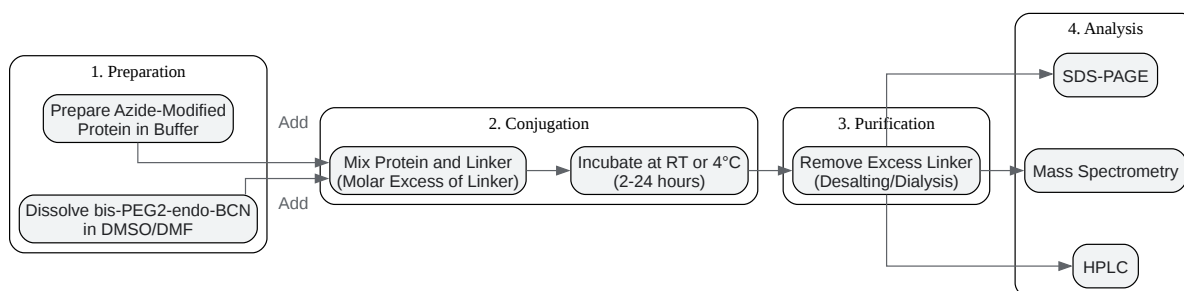 1. Preparation
Prepare Azide-Modified
Protein in Buffer
Dissolve bis-PEG2-endo-BCN
in DMSO/DMF
Add
Add
2. Conjugation
Mix Protein and Linker
(Molar Excess of Linker)
Incubate at RT or 4°C
(2-24 hours)
3. Purification
Remove Excess Linker
(Desalting/Dialysis)
4. Analysis
SDS-PAGE
Mass Spectrometry
HPLC